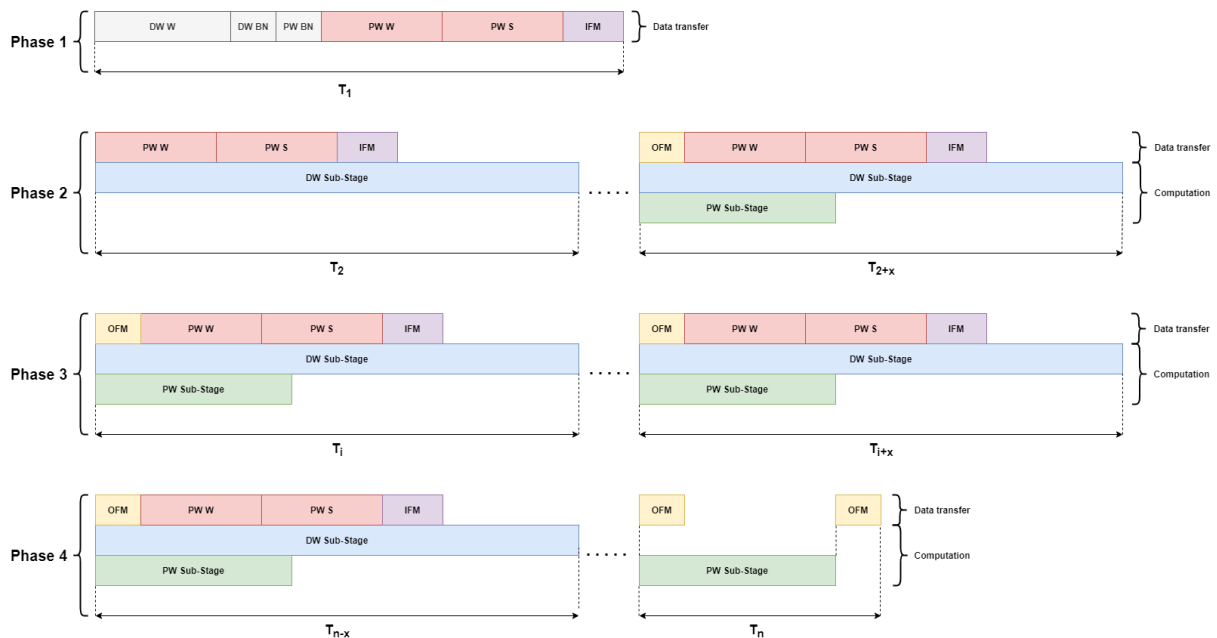 Phase 1
DW W
DW BN
PW BN
PW W
PW S
IFM
Data transfer
T1
Phase 2
PW W
PW S
IFM
DW Sub-Stage
T2
.....
OFM
PW W
PW S
IFM
Data transfer
DW Sub-Stage
Computation
PW Sub-Stage
T2+x
Phase 3
OFM
PW W
PW S
IFM
DW Sub-Stage
PW Sub-Stage
Ti
.....
OFM
PW W
PW S
IFM
Data transfer
DW Sub-Stage
Computation
PW Sub-Stage
Ti+x
Phase 4
OFM
PW W
PW S
IFM
DW Sub-Stage
PW Sub-Stage
Tn-x
.....
OFM
OFM
Data transfer
Computation
PW Sub-Stage
Tn